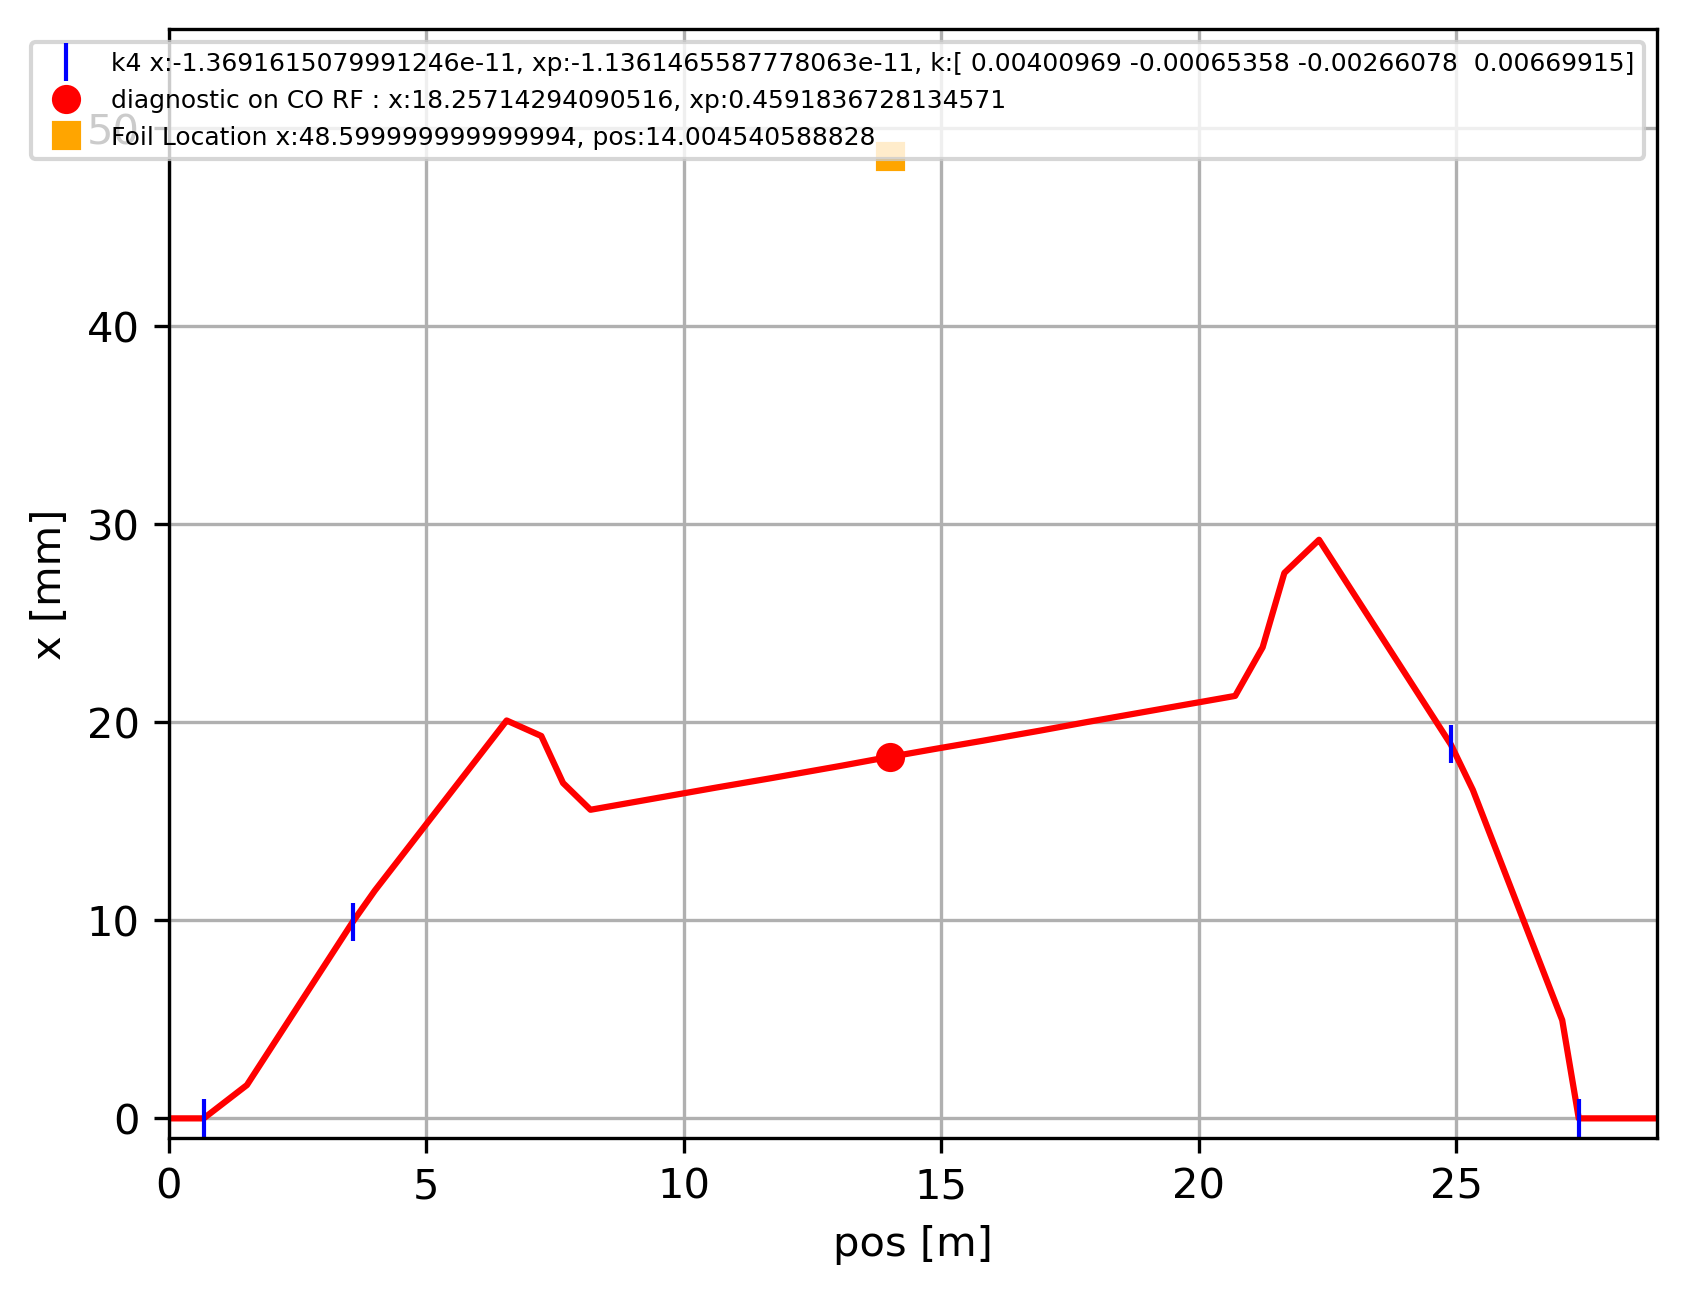 k4 x:-1.3691615079991246e-11, xp:-1.1361465587778063e-11, k:[ 0.00400969 -0.00065358 -0.00266078  0.00669915]
diagnostic on CO RF : x:18.25714294090516, xp:0.4591836728134571
Foil Location x:48.599999999999994, pos:14.004540588828
50
40
30
20
10
0
x [mm]
0 5 10 15 20 25
pos [m]